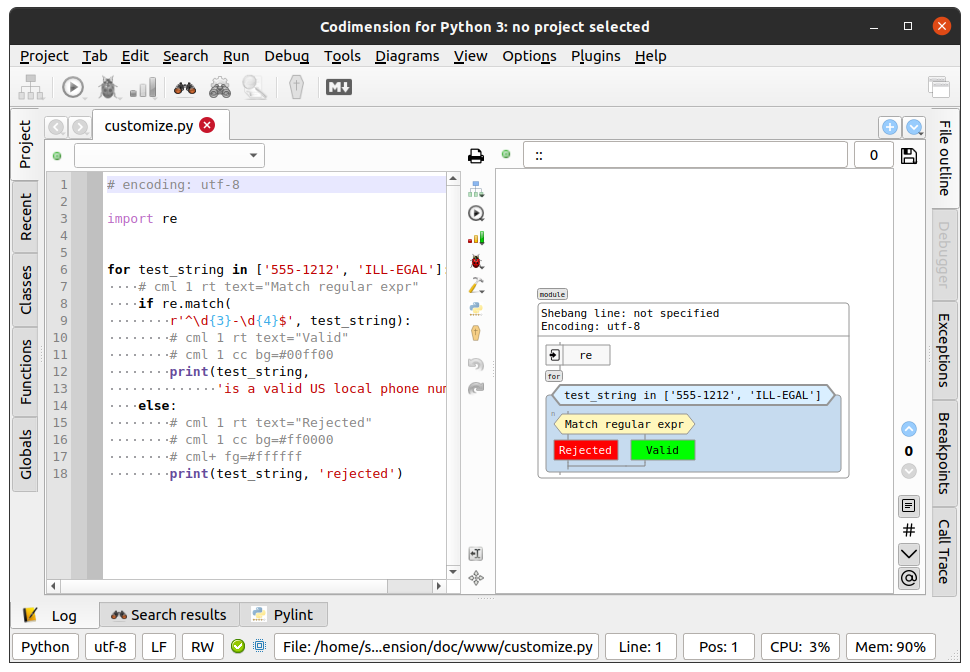 Codimension for Python 3: no project selected
Project Tab Edit Search Run Debug Tools Diagrams View Options Plugins Help
M
customize.py
:: 0
Project
Recent
Classes
Functions
Globals
1 # encoding: utf-8
2
3 import re
4
5
6 for test_string in ['555-1212', 'ILL-EGAL']
7 ····# cml 1 rt text="Match regular expr"
8 ····if re.match(
9 ········r'^\d{3}-\d{4}$', test_string):
10 ········# cml 1 rt text="Valid"
11 ········# cml 1 cc bg=#00ff00
12 ········print(test_string,
13 ··············'is a valid US local phone num
14 ····else:
15 ········# cml 1 rt text="Rejected"
16 ········# cml 1 cc bg=#ff0000
17 ········# cml+ fg=#ffffff
18 ········print(test_string, 'rejected')
module
Shebang line: not specified
Encoding: utf-8
re
for
test_string in ['555-1212', 'ILL-EGAL']
Match regular expr
Rejected Valid
0
#
@
File outline
Debugger
Exceptions
Breakpoints
Call Trace
Log Search results Pylint
Python utf-8 LF RW File: /home/s...ension/doc/www/customize.py Line: 1 Pos: 1 CPU: 3% Mem: 90%